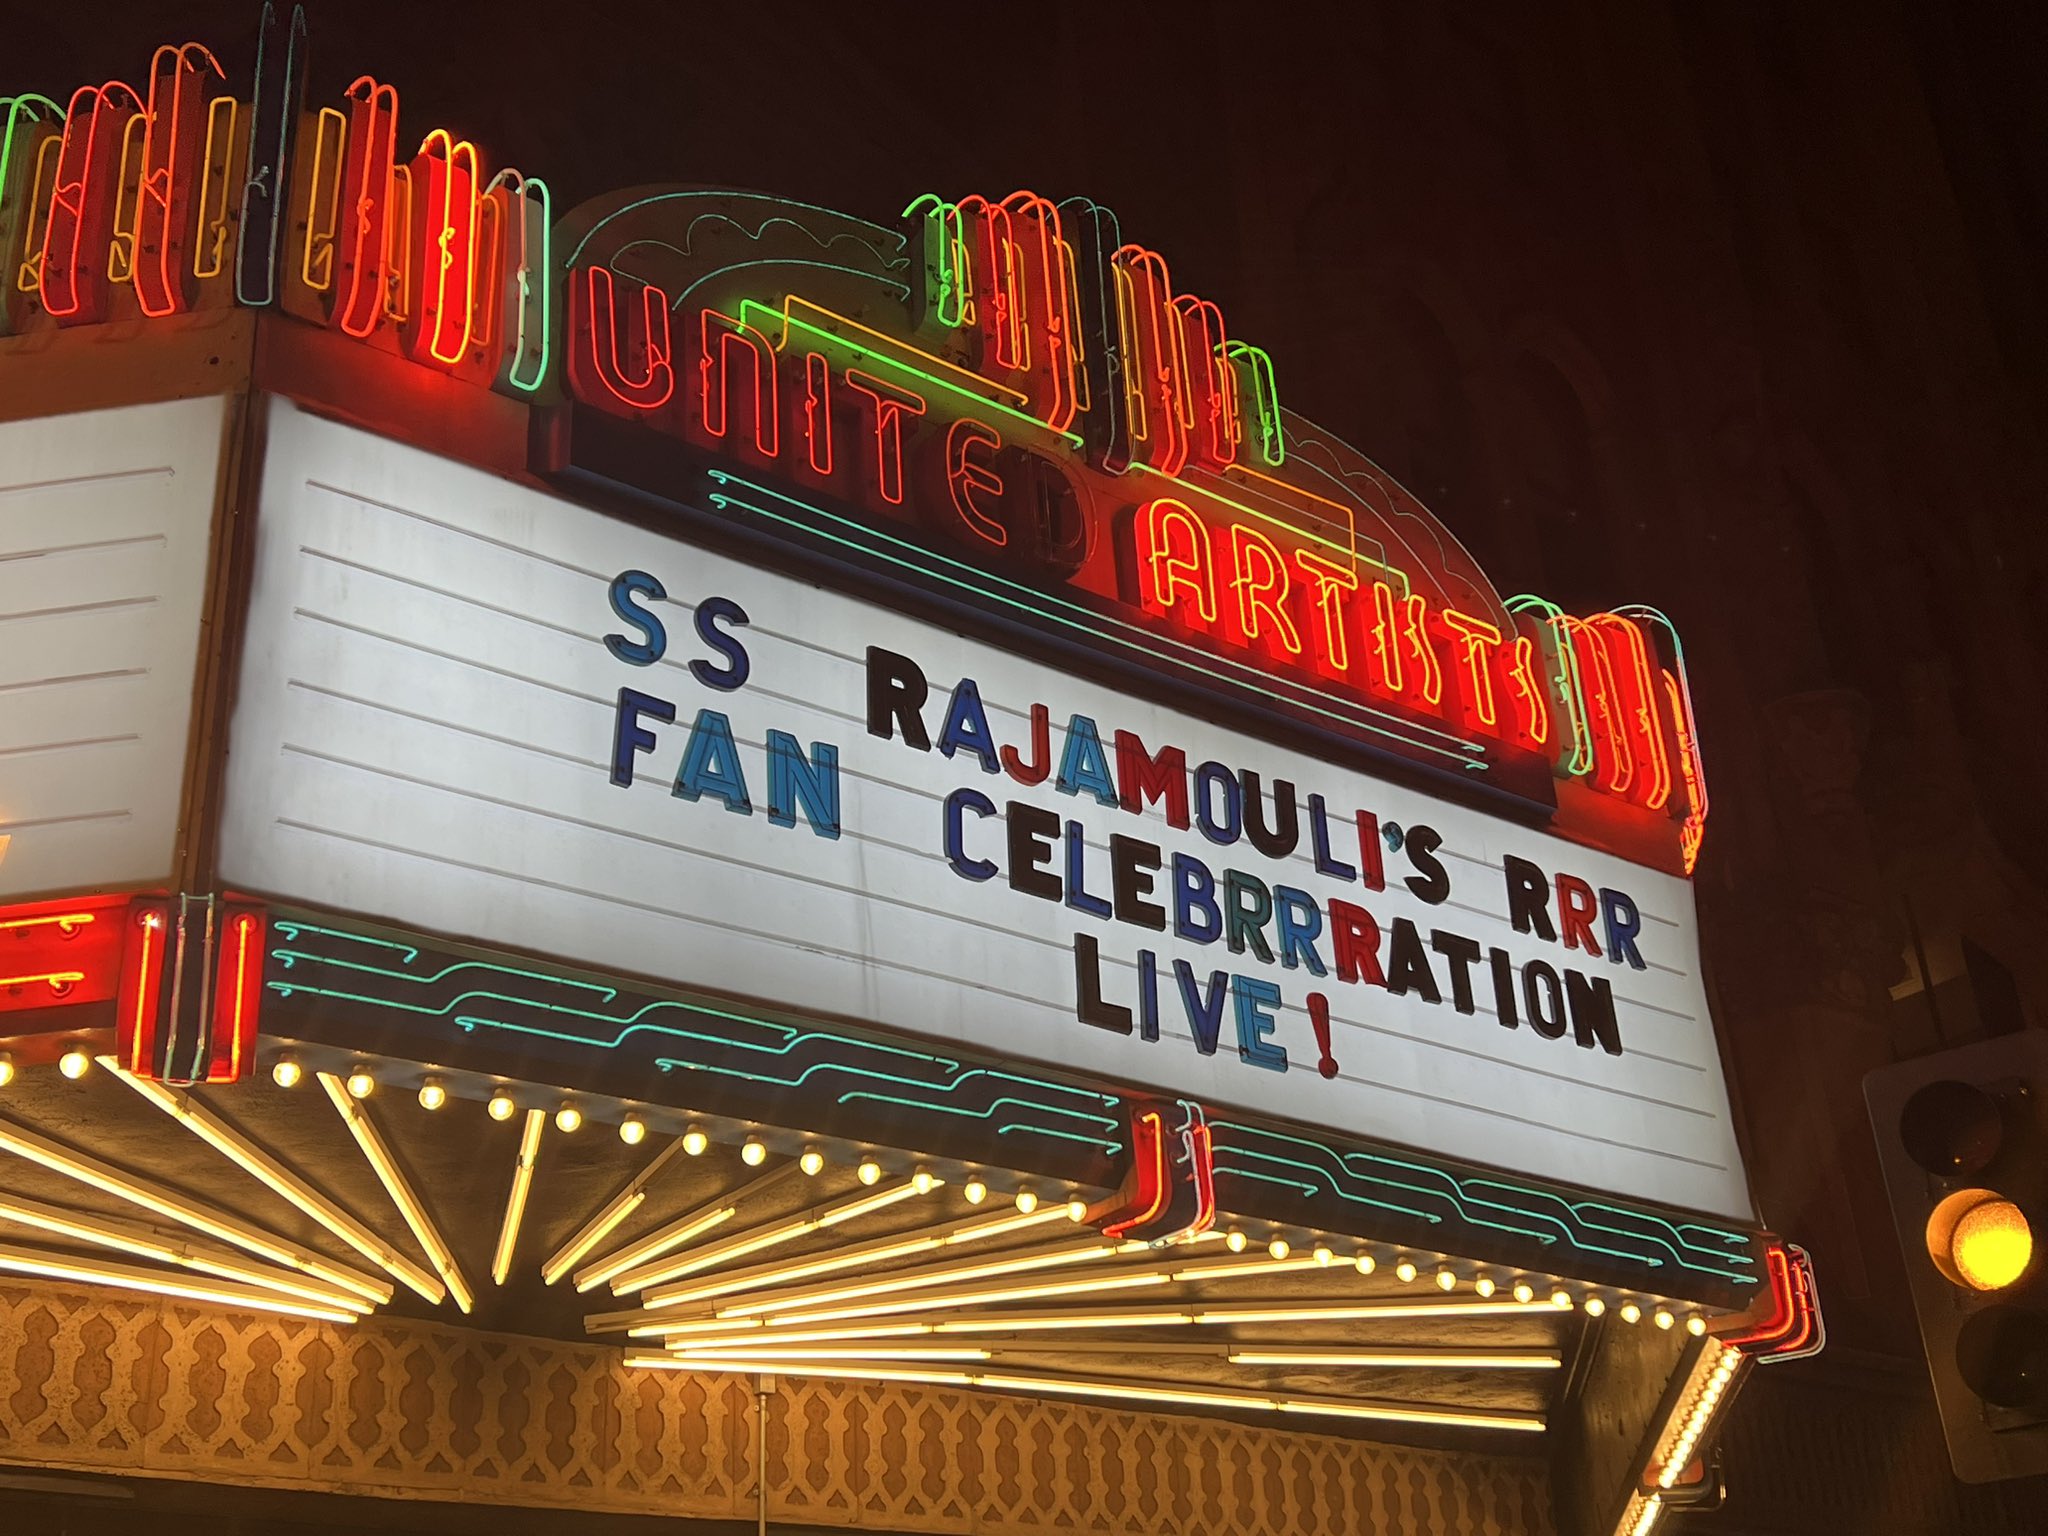 UNITED ARTISTS
SS RAJAMOULI'S RRR
FAN CELEBRRRATION
LIVE!